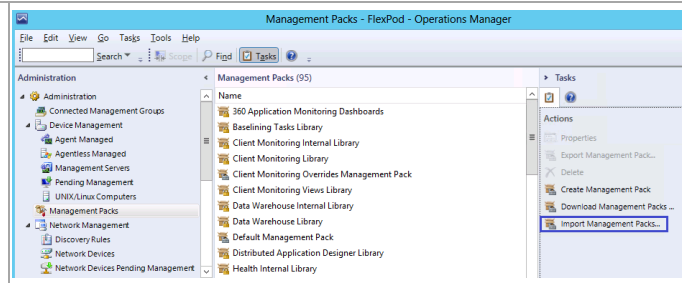 Management Packs - FlexPod - Operations Manager
File Edit View Go Tasks Tools Help
Search Scope Find Tasks
Administration
Administration
Connected Management Groups
Device Management
Agent Managed
Agentless Managed
Management Servers
Pending Management
UNIX/Linux Computers
Management Packs
Network Management
Discovery Rules
Network Devices
Network Devices Pending Management
Management Packs (95)
Name
360 Application Monitoring Dashboards
Baselining Tasks Library
Client Monitoring Internal Library
Client Monitoring Library
Client Monitoring Overrides Management Pack
Client Monitoring Views Library
Data Warehouse Internal Library
Data Warehouse Library
Default Management Pack
Distributed Application Designer Library
Health Internal Library
Tasks
Actions
Properties
Export Management Pack...
Delete
Create Management Pack
Download Management Packs ...
Import Management Packs...